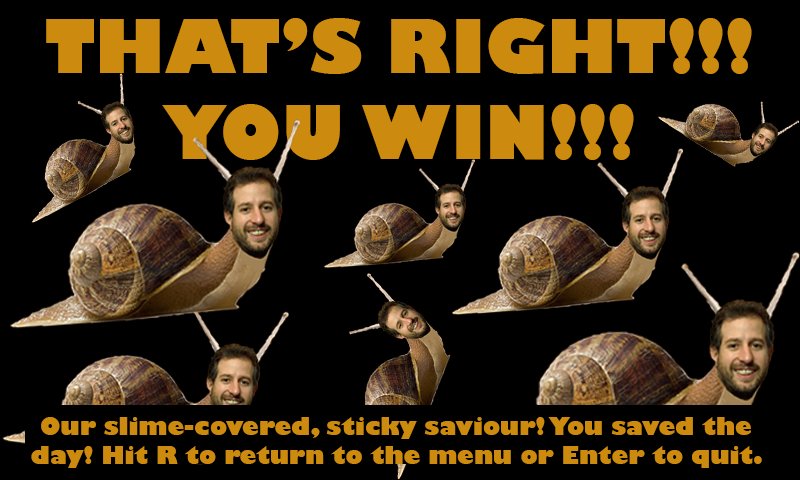 THAT'S RIGHT!!!
YOU WIN!!!
Our slime-covered, sticky saviour! You saved the
day! Hit R to return to the menu or Enter to quit.